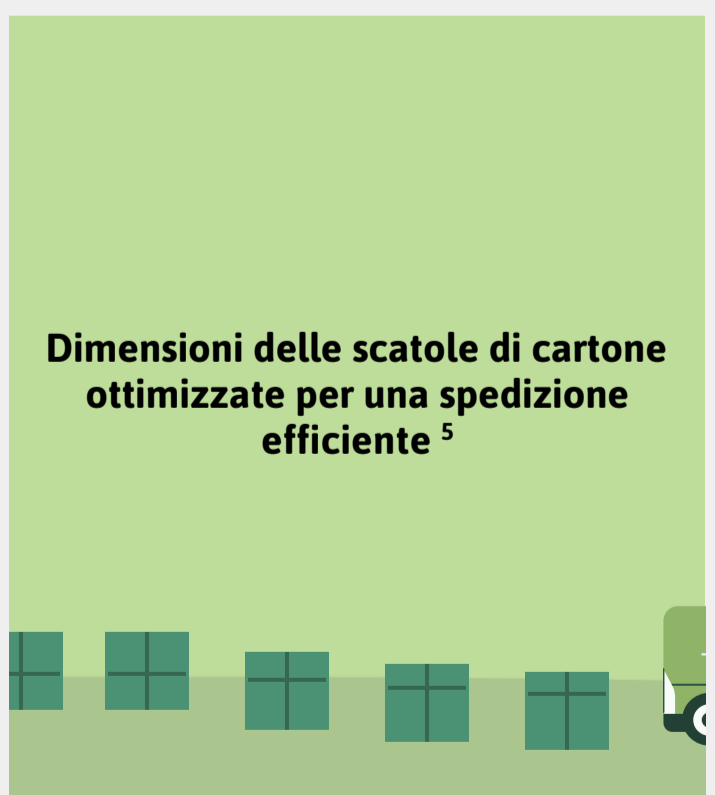 Dimensioni delle scatole di cartone
ottimizzate per una spedizione
efficiente ⁵